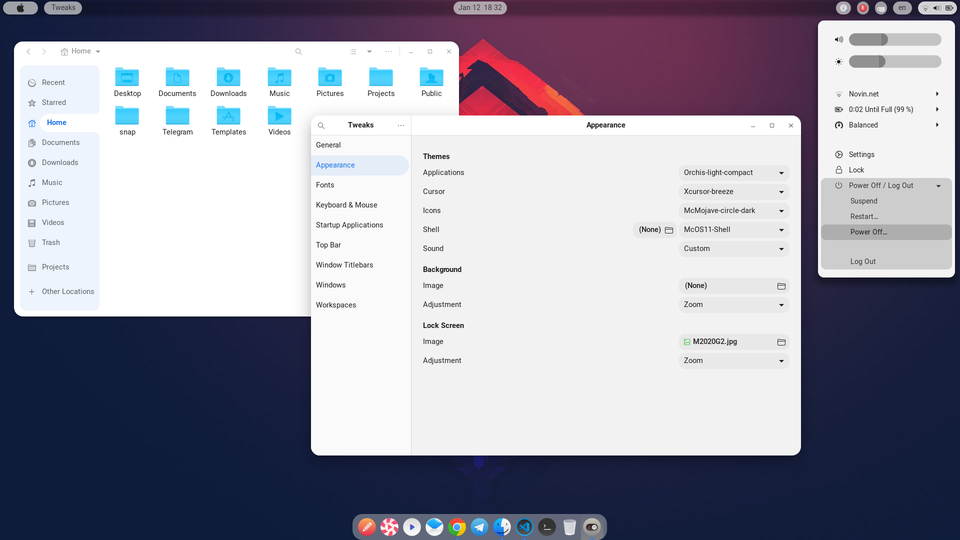 Tweaks
Jan 12 18 32
en
Home
Recent
Starred
Home
Documents
Downloads
Music
Pictures
Videos
Trash
Projects
Other Locations
Desktop
Documents
Downloads
Music
Pictures
Projects
Public
snap
Telegram
Templates
Videos
Tweaks
General
Appearance
Fonts
Keyboard & Mouse
Startup Applications
Top Bar
Window Titlebars
Windows
Workspaces
Appearance
Themes
Applications Orchis-light-compact
Cursor Xcursor-breeze
Icons McMojave-circle-dark
Shell (None) McOS11-Shell
Sound Custom
Background
Image (None)
Adjustment Zoom
Lock Screen
Image M2020G2.jpg
Adjustment Zoom
Novin.net
0:02 Until Full (99 %)
Balanced
Settings
Lock
Power Off / Log Out
Suspend
Restart...
Power Off...
Log Out